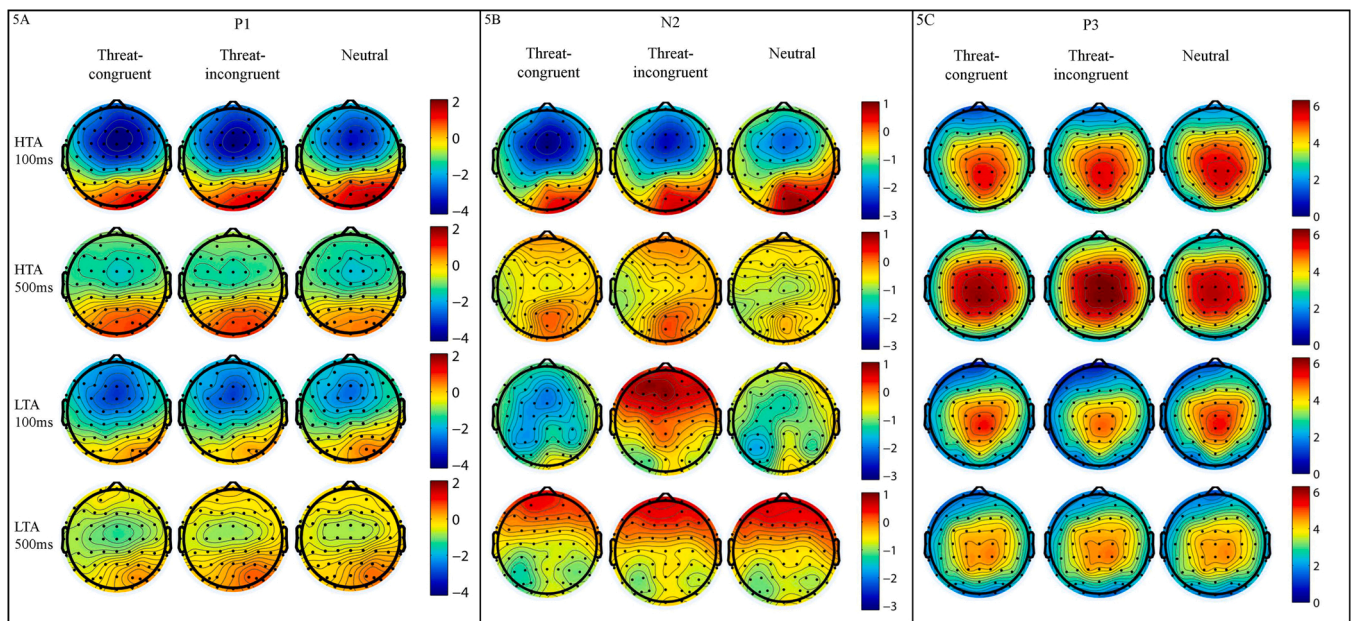 5A
P1
Threat-
congruent
Threat-
incongruent
Neutral
HTA
100ms
2
0
−2
−4
HTA
500ms
2
0
−2
−4
LTA
100ms
2
0
−2
−4
LTA
500ms
2
0
−2
−4
5B
N2
Threat-
congruent
Threat-
incongruent
Neutral
1
0
−1
−2
−3
1
0
−1
−2
−3
1
0
−1
−2
−3
1
0
−1
−2
−3
5C
P3
Threat-
congruent
Threat-
incongruent
Neutral
6
4
2
0
6
4
2
0
6
4
2
0
6
4
2
0